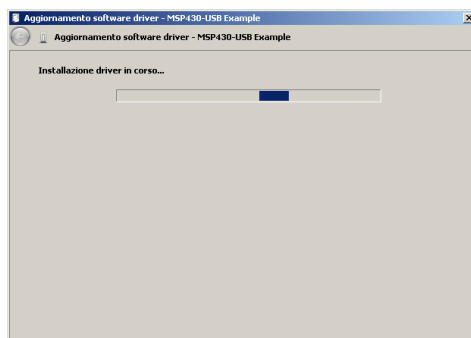 Aggiornamento software driver - MSP430-USB Example
Aggiornamento software driver - MSP430-USB Example
Installazione driver in corso...